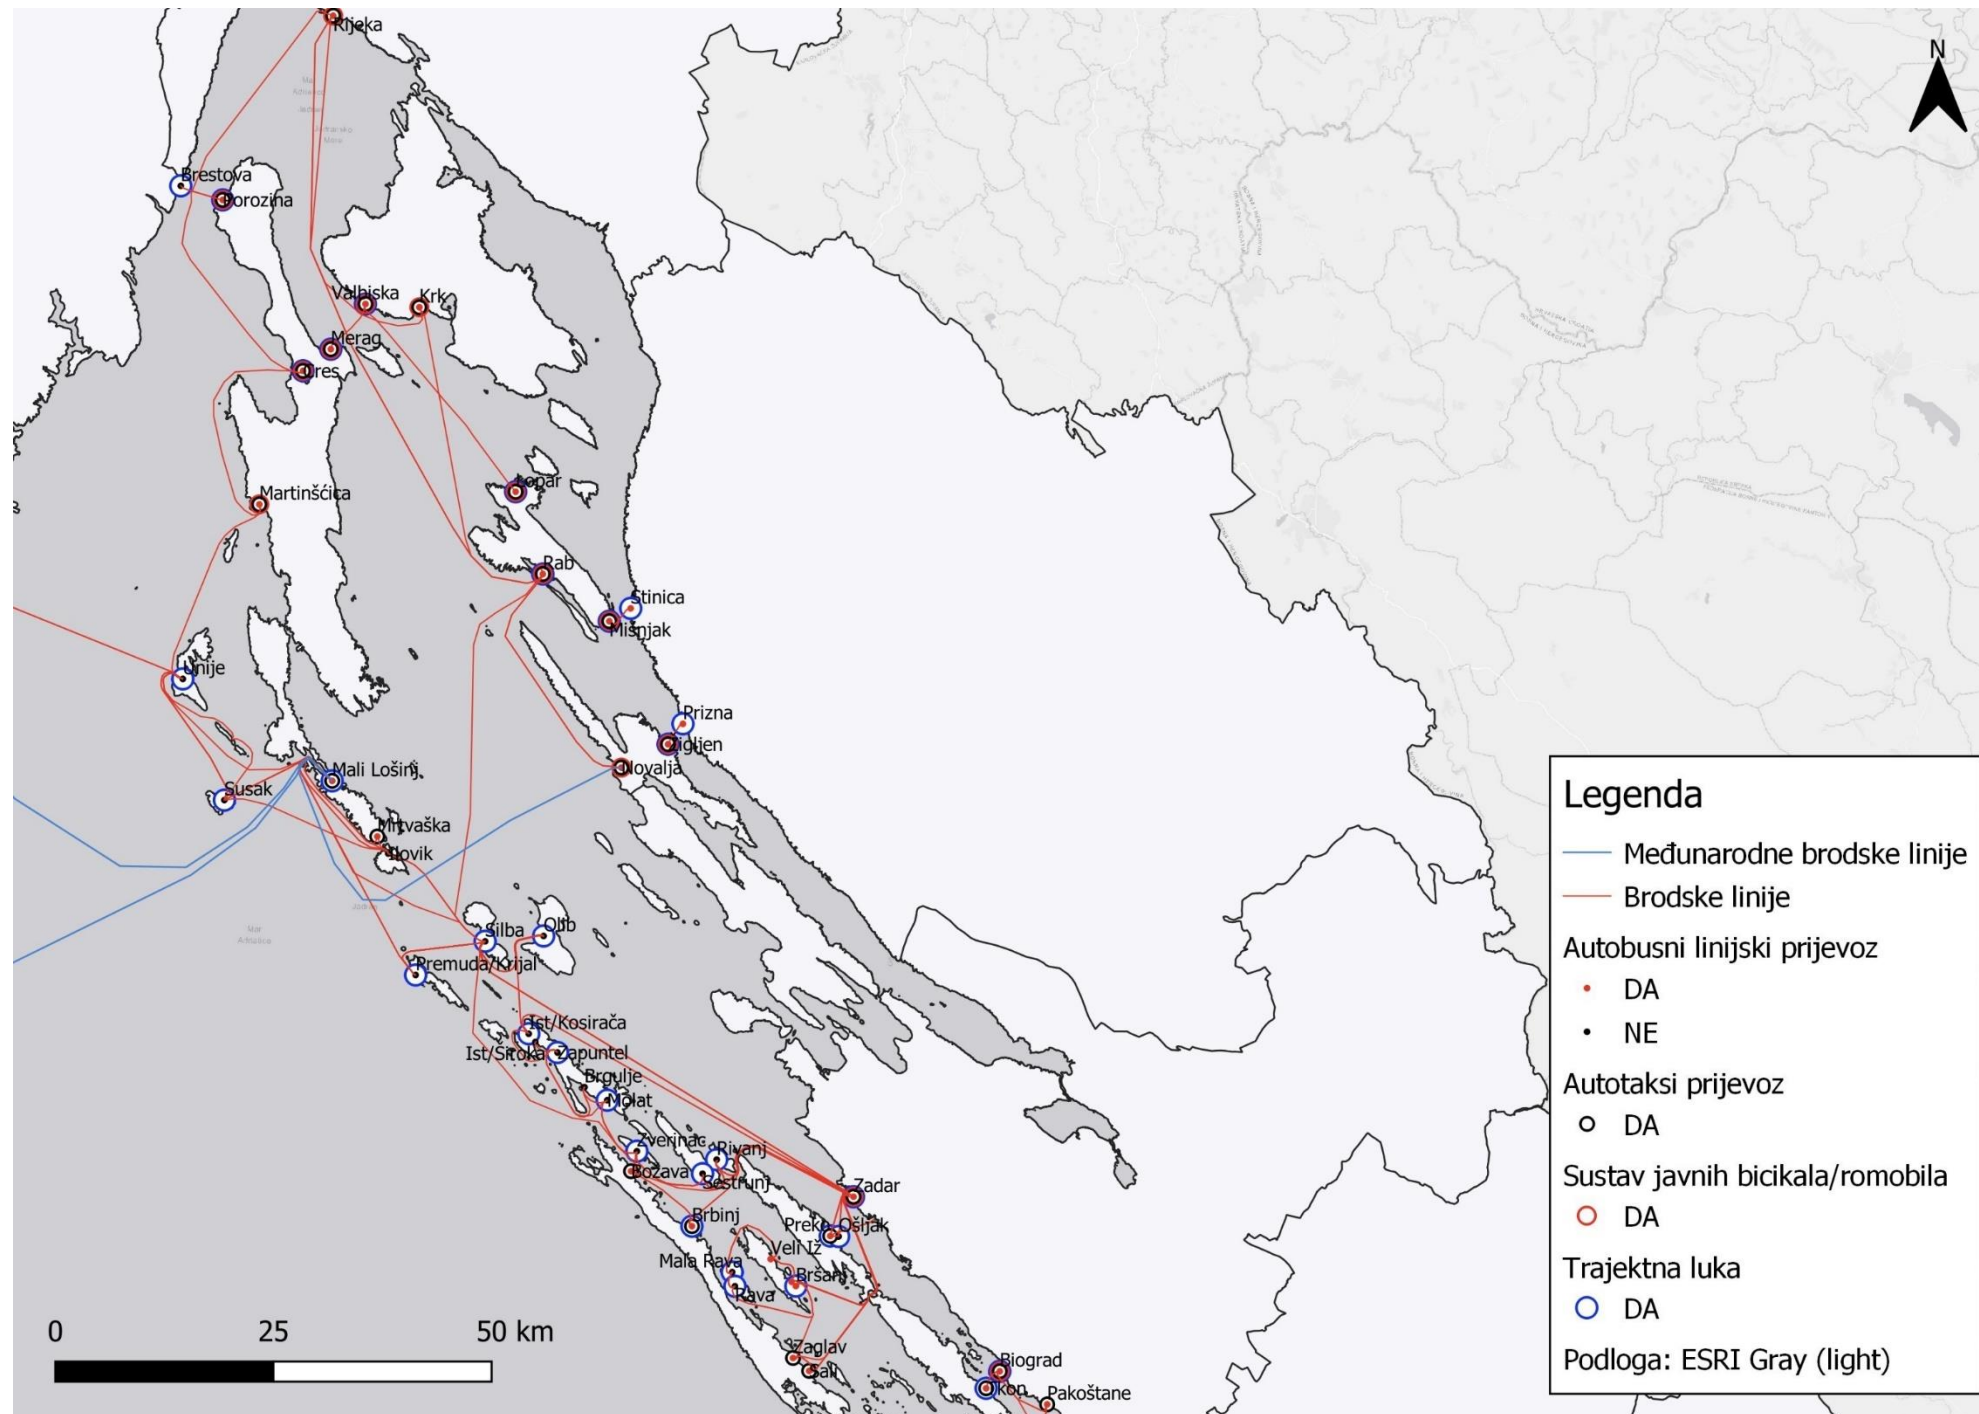 Rijeka
N
Brestova
Porozina
Valbiska
Krk
Merag
Cres
Lopar
Martinšćica
Rab
Stinica
Mišnjak
Unije
Prizna
Žigljen
Novalja
Mali Lošinj
Susak
Mrtvaška
Ilovik
Silba
Olib
Premuda/Krijal
Ist/Kosirača
Ist/Široka
Zapuntel
Brgulje
Molat
Zverinac
Rivanj
Božava
Sestrunj
Zadar
Brbinj
Preko
Ošljak
Veli Iž
Mala Rava
Bršanj
Rava
Zaglav
Sali
Biograd
Tkon
Pakoštane
0 25 50 km
Legenda
Međunarodne brodske linije
Brodske linije
Autobusni linijski prijevoz
DA
NE
Autotaksi prijevoz
DA
Sustav javnih bicikala/romobila
DA
Trajektna luka
DA
Podloga: ESRI Gray (light)